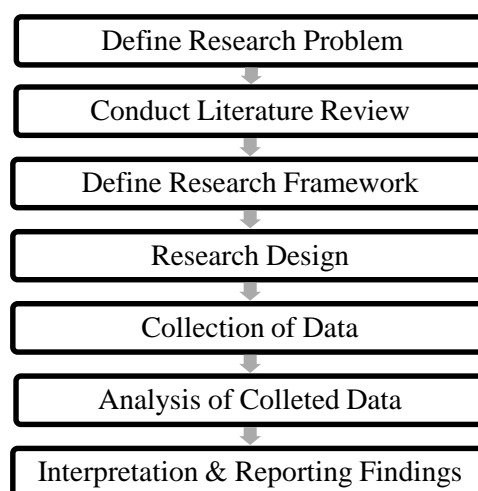 Define Research Problem
Conduct Literature Review
Define Research Framework
Research Design
Collection of Data
Analysis of Colleted Data
Interpretation & Reporting Findings